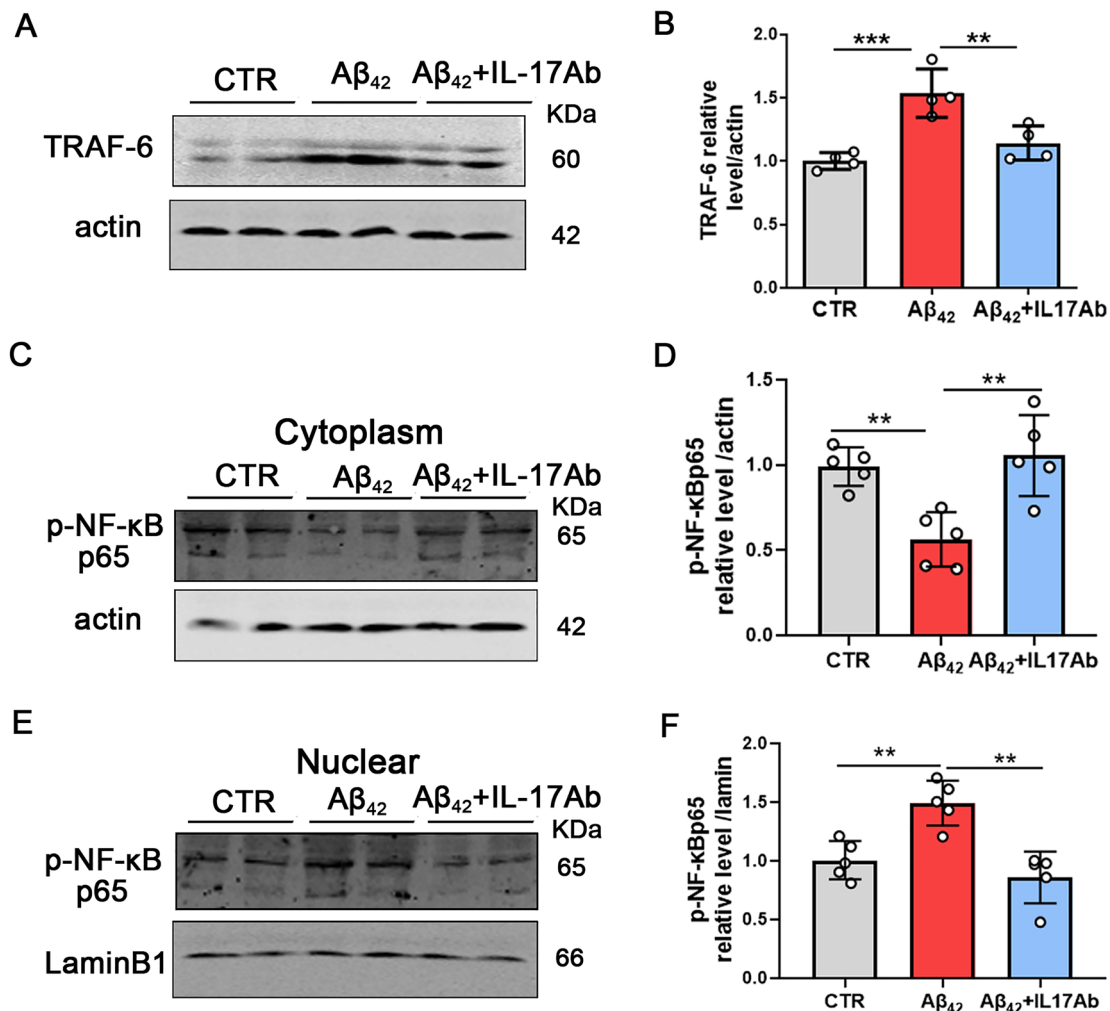 A
CTR Aβ₄₂ Aβ₄₂+IL-17Ab
KDa
TRAF-6 60
actin 42
B
TRAF-6 relative
level/actin
2.0
1.5
1.0
0.5
0.0
*** **
CTR Aβ₄₂ Aβ₄₂+IL17Ab
C
Cytoplasm
CTR Aβ₄₂ Aβ₄₂+IL-17Ab
KDa
p-NF-κB 65
p65
actin 42
D
p-NF-κBp65
relative level /actin
1.5
1.0
0.5
0.0
** **
CTR Aβ₄₂ Aβ₄₂+IL17Ab
E
Nuclear
CTR Aβ₄₂ Aβ₄₂+IL-17Ab
KDa
p-NF-κB 65
p65
LaminB1 66
F
p-NF-κBp65
relative level /lamin
2.0
1.5
1.0
0.5
0.0
** **
CTR Aβ₄₂ Aβ₄₂+IL17Ab